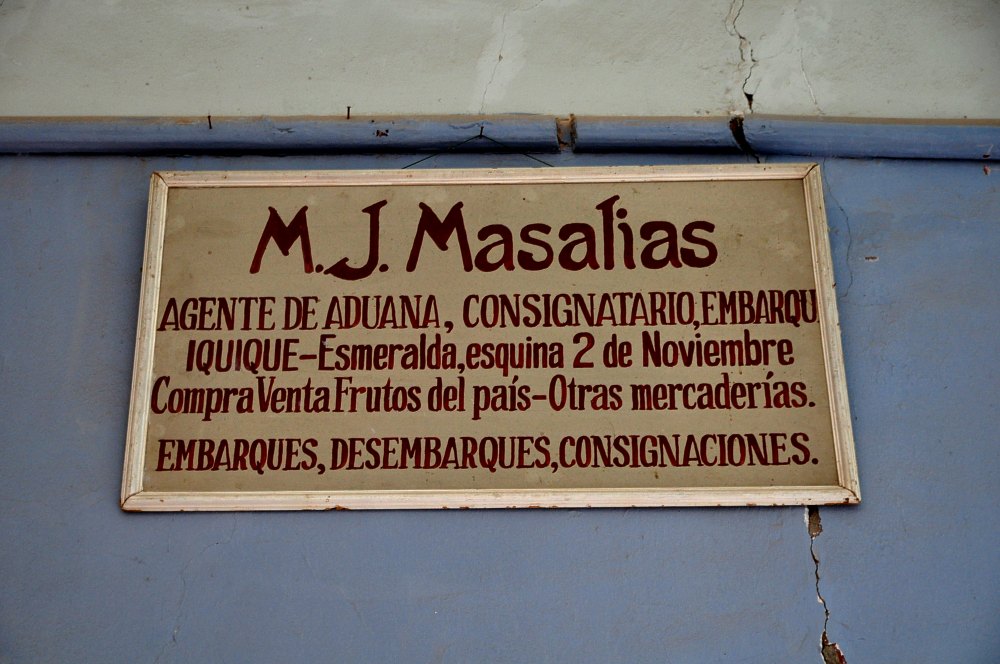 M.J. Masalias
AGENTE DE ADUANA, CONSIGNATARIO, EMBARQU
IQUIQUE-Esmeralda, esquina 2 de Noviembre
Compra Venta Frutos del país-Otras mercaderías.
EMBARQUES, DESEMBARQUES, CONSIGNACIONES.